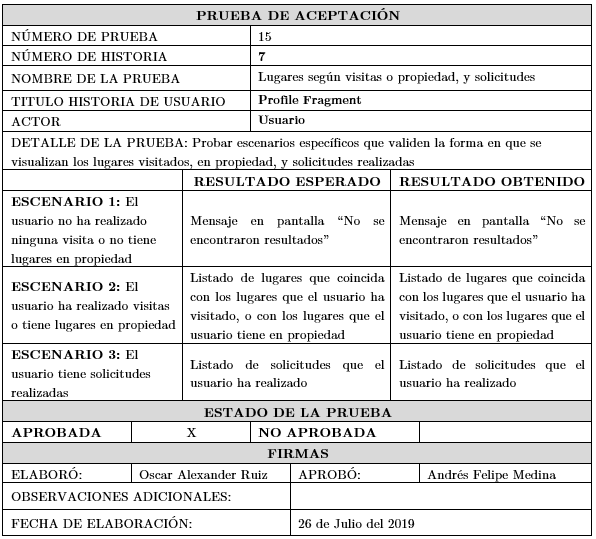 PRUEBA DE ACEPTACIÓN
NÚMERO DE PRUEBA 15
NÚMERO DE HISTORIA 7
NOMBRE DE LA PRUEBA Lugares según visitas o propiedad, y solicitudes
TITULO HISTORIA DE USUARIO Profile Fragment
ACTOR Usuario
DETALLE DE LA PRUEBA: Probar escenarios específicos que validen la forma en que se
visualizan los lugares visitados, en propiedad, y solicitudes realizadas
RESULTADO ESPERADO RESULTADO OBTENIDO
ESCENARIO 1: El
usuario no ha realizado
ninguna visita o no tiene
lugares en propiedad
Mensaje en pantalla “No se
encontraron resultados”
Mensaje en pantalla “No se
encontraron resultados”
ESCENARIO 2: El
usuario ha realizado visitas
o tiene lugares en propiedad
Listado de lugares que coincida
con los lugares que el usuario ha
visitado, o con los lugares que el
usuario tiene en propiedad
Listado de lugares que coincida
con los lugares que el usuario ha
visitado, o con los lugares que el
usuario tiene en propiedad
ESCENARIO 3: El
usuario tiene solicitudes
realizadas
Listado de solicitudes que el
usuario ha realizado
Listado de solicitudes que el
usuario ha realizado
ESTADO DE LA PRUEBA
APROBADA X NO APROBADA
FIRMAS
ELABORÓ: Oscar Alexander Ruiz APROBÓ: Andrés Felipe Medina
OBSERVACIONES ADICIONALES:
FECHA DE ELABORACIÓN: 26 de Julio del 2019